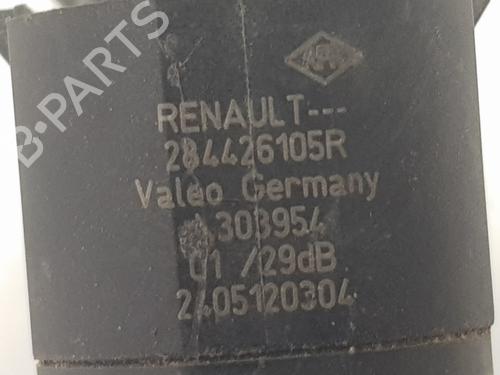 RENAULT---
284426105R
Valeo Germany
303954
01 /29dB
2405120304
B-PARTS